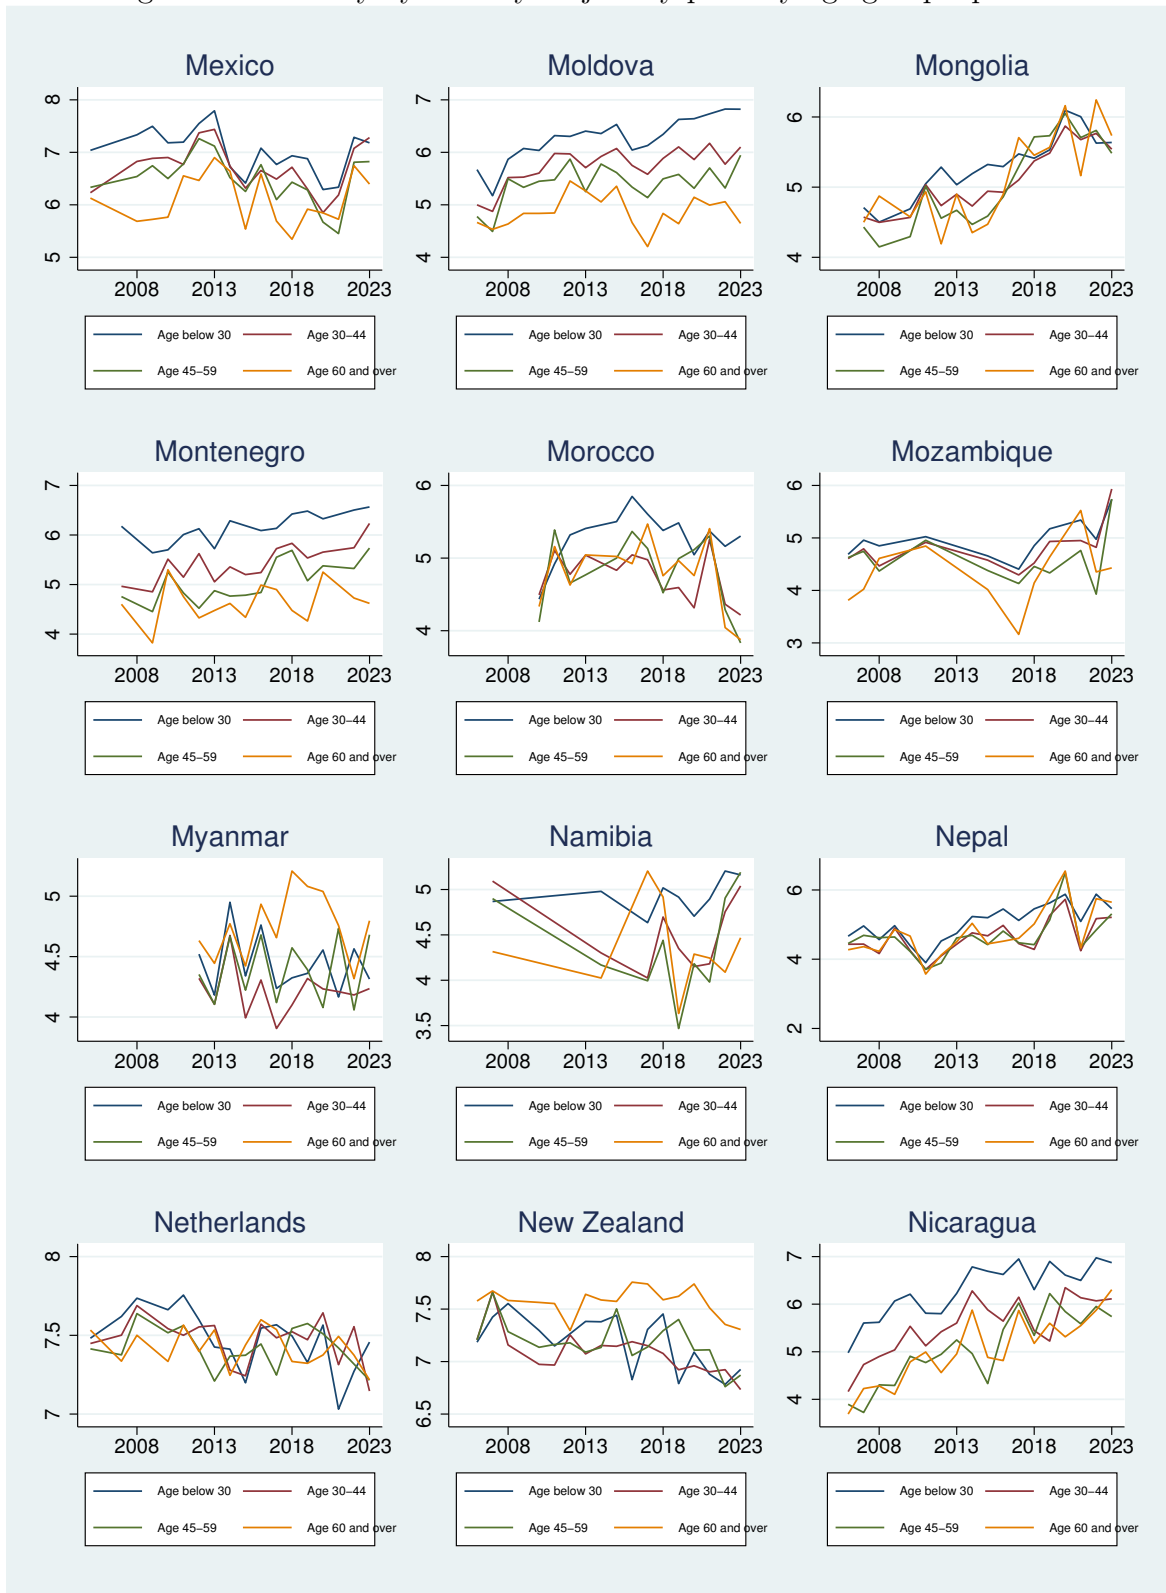 Mexico Moldova Mongolia
8
7
6
5
2008 2013 2018 2023
7
6
5
4
2008 2013 2018 2023
6
5
4
2008 2013 2018 2023
Age below 30 Age 30–44
Age 45–59 Age 60 and over
Age below 30 Age 30–44
Age 45–59 Age 60 and over
Age below 30 Age 30–44
Age 45–59 Age 60 and over
Montenegro Morocco Mozambique
7
6
5
4
2008 2013 2018 2023
6
5
4
2008 2013 2018 2023
6
5
4
3
2008 2013 2018 2023
Age below 30 Age 30–44
Age 45–59 Age 60 and over
Age below 30 Age 30–44
Age 45–59 Age 60 and over
Age below 30 Age 30–44
Age 45–59 Age 60 and over
Myanmar Namibia Nepal
5
4.5
4
2008 2013 2018 2023
5
4.5
4
3.5
2008 2013 2018 2023
6
4
2
2008 2013 2018 2023
Age below 30 Age 30–44
Age 45–59 Age 60 and over
Age below 30 Age 30–44
Age 45–59 Age 60 and over
Age below 30 Age 30–44
Age 45–59 Age 60 and over
Netherlands New Zealand Nicaragua
8
7.5
7
2008 2013 2018 2023
8
7.5
7
6.5
2008 2013 2018 2023
7
6
5
4
2008 2013 2018 2023
Age below 30 Age 30–44
Age 45–59 Age 60 and over
Age below 30 Age 30–44
Age 45–59 Age 60 and over
Age below 30 Age 30–44
Age 45–59 Age 60 and over